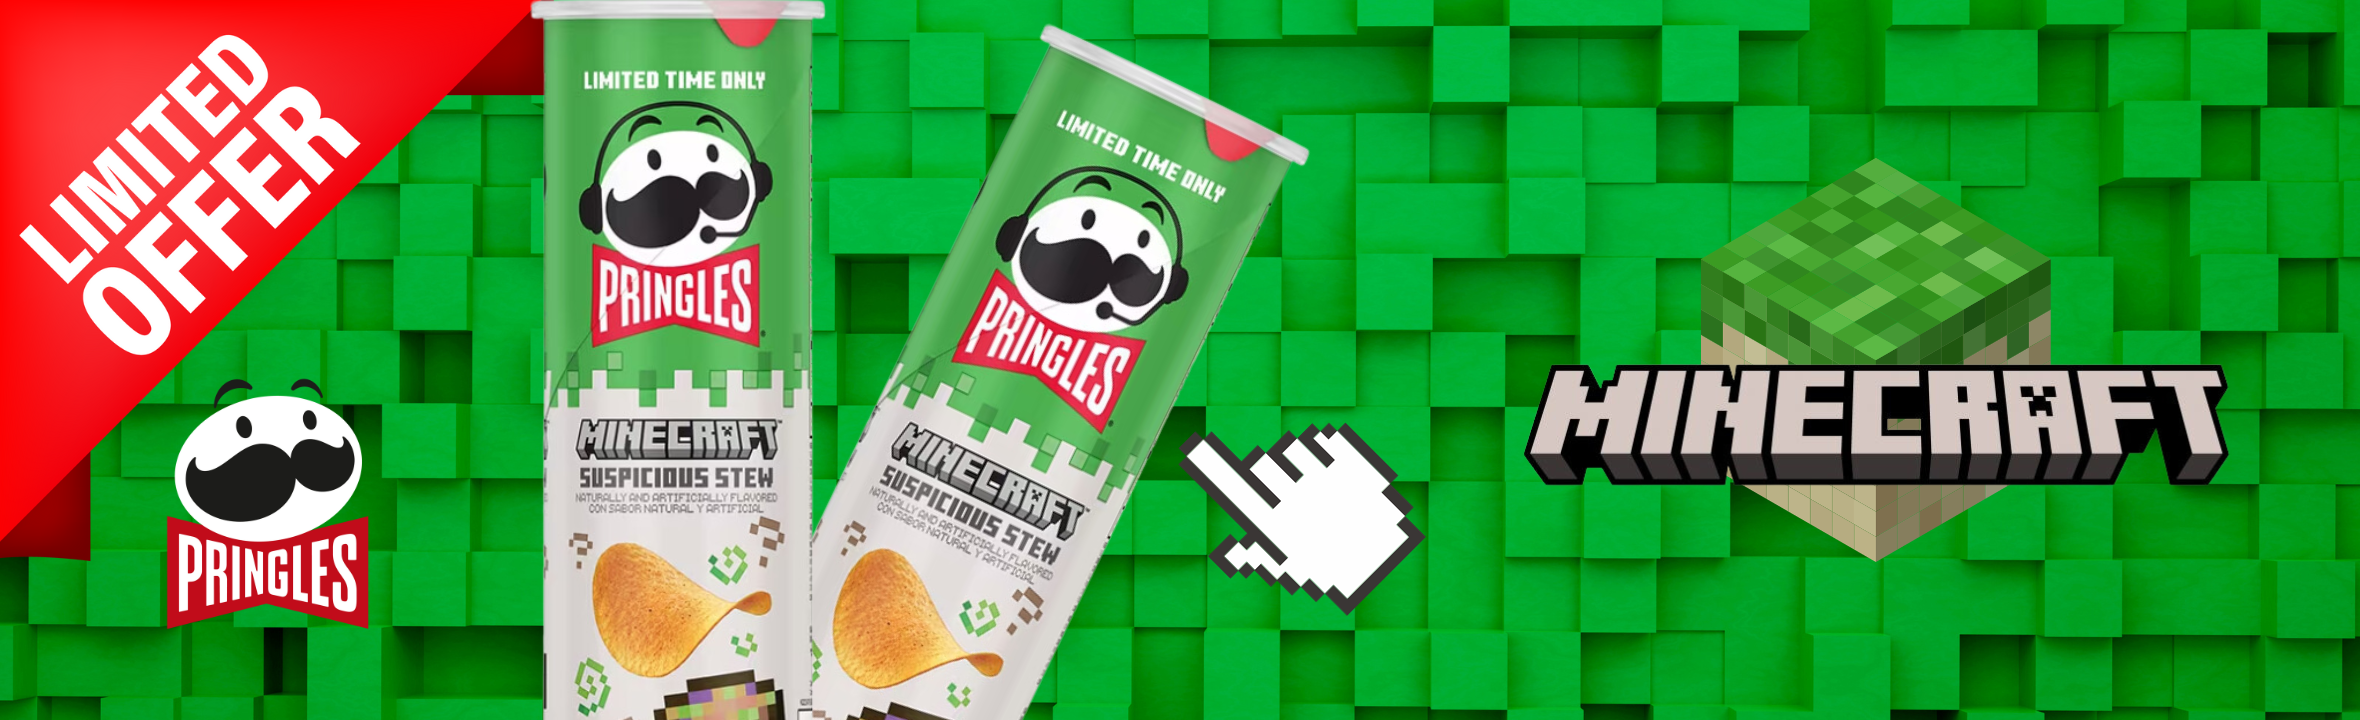 LIMITED
OFFER
PRINGLES
LIMITED TIME ONLY
PRINGLES
MINECRAFT
SUSPICIOUS STEW
NATURALLY AND ARTIFICIALLY FLAVORED
CON SABOR NATURAL Y ARTIFICIAL
LIMITED TIME ONLY
PRINGLES
MINECRAFT
SUSPICIOUS STEW
NATURALLY AND ARTIFICIALLY FLAVORED
CON SABOR NATURAL Y ARTIFICIAL
MINECRAFT